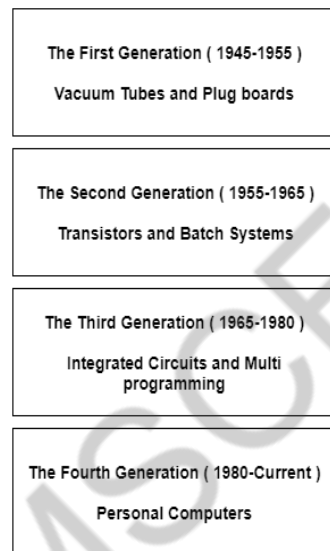 The First Generation ( 1945-1955 )
Vacuum Tubes and Plug boards
The Second Generation ( 1955-1965 )
Transistors and Batch Systems
The Third Generation ( 1965-1980 )
Integrated Circuits and Multi
programming
The Fourth Generation ( 1980-Current )
Personal Computers